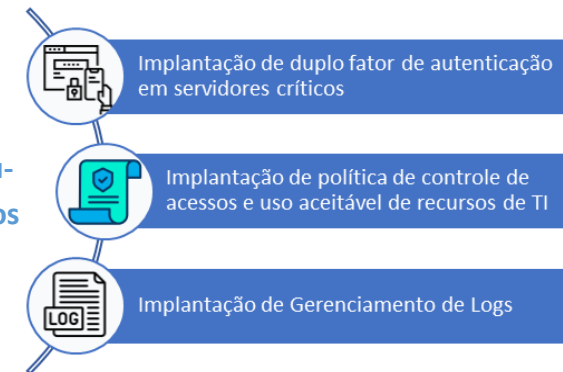 Implantação de duplo fator de autenticação
em servidores críticos
Implantação de política de controle de
acessos e uso aceitável de recursos de TI
LOG
Implantação de Gerenciamento de Logs